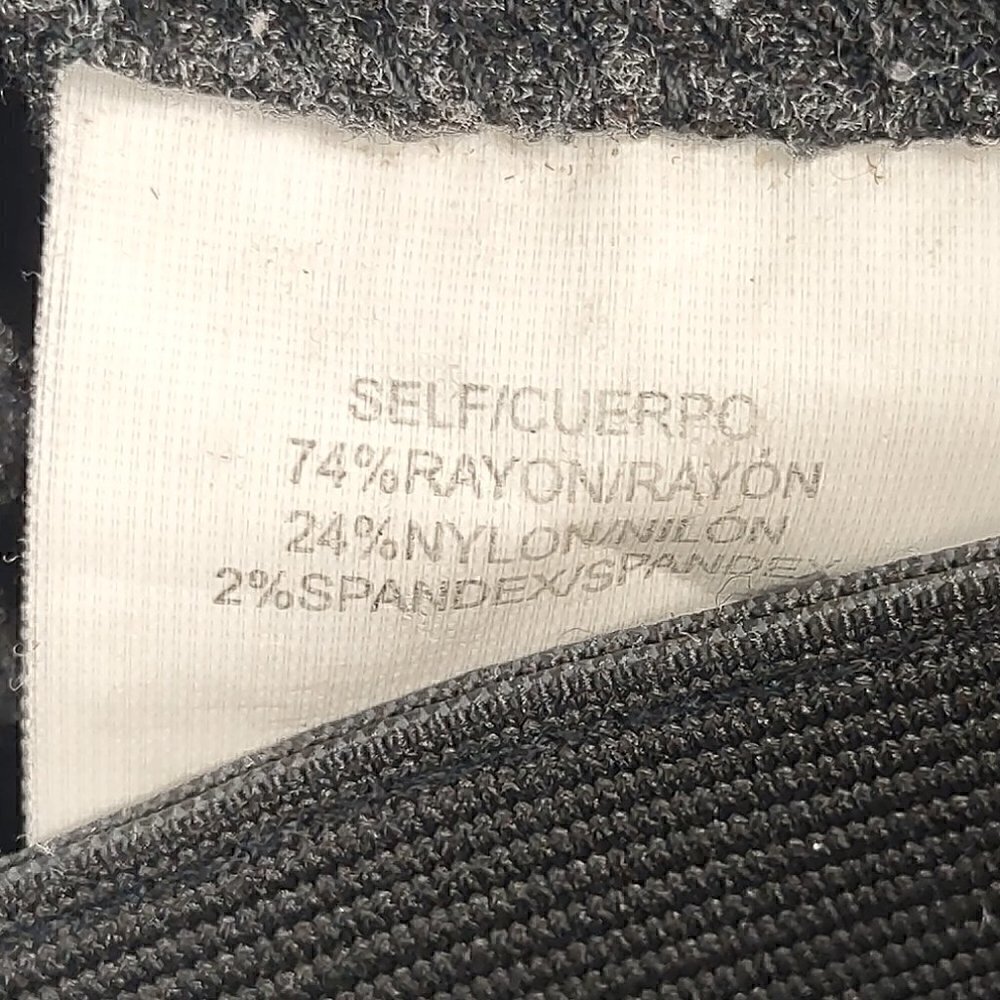 SELF/CUERPO
74%RAYON/RAYÓN
24%NYLON/NILÓN
2%SPANDEX/SPANDEX